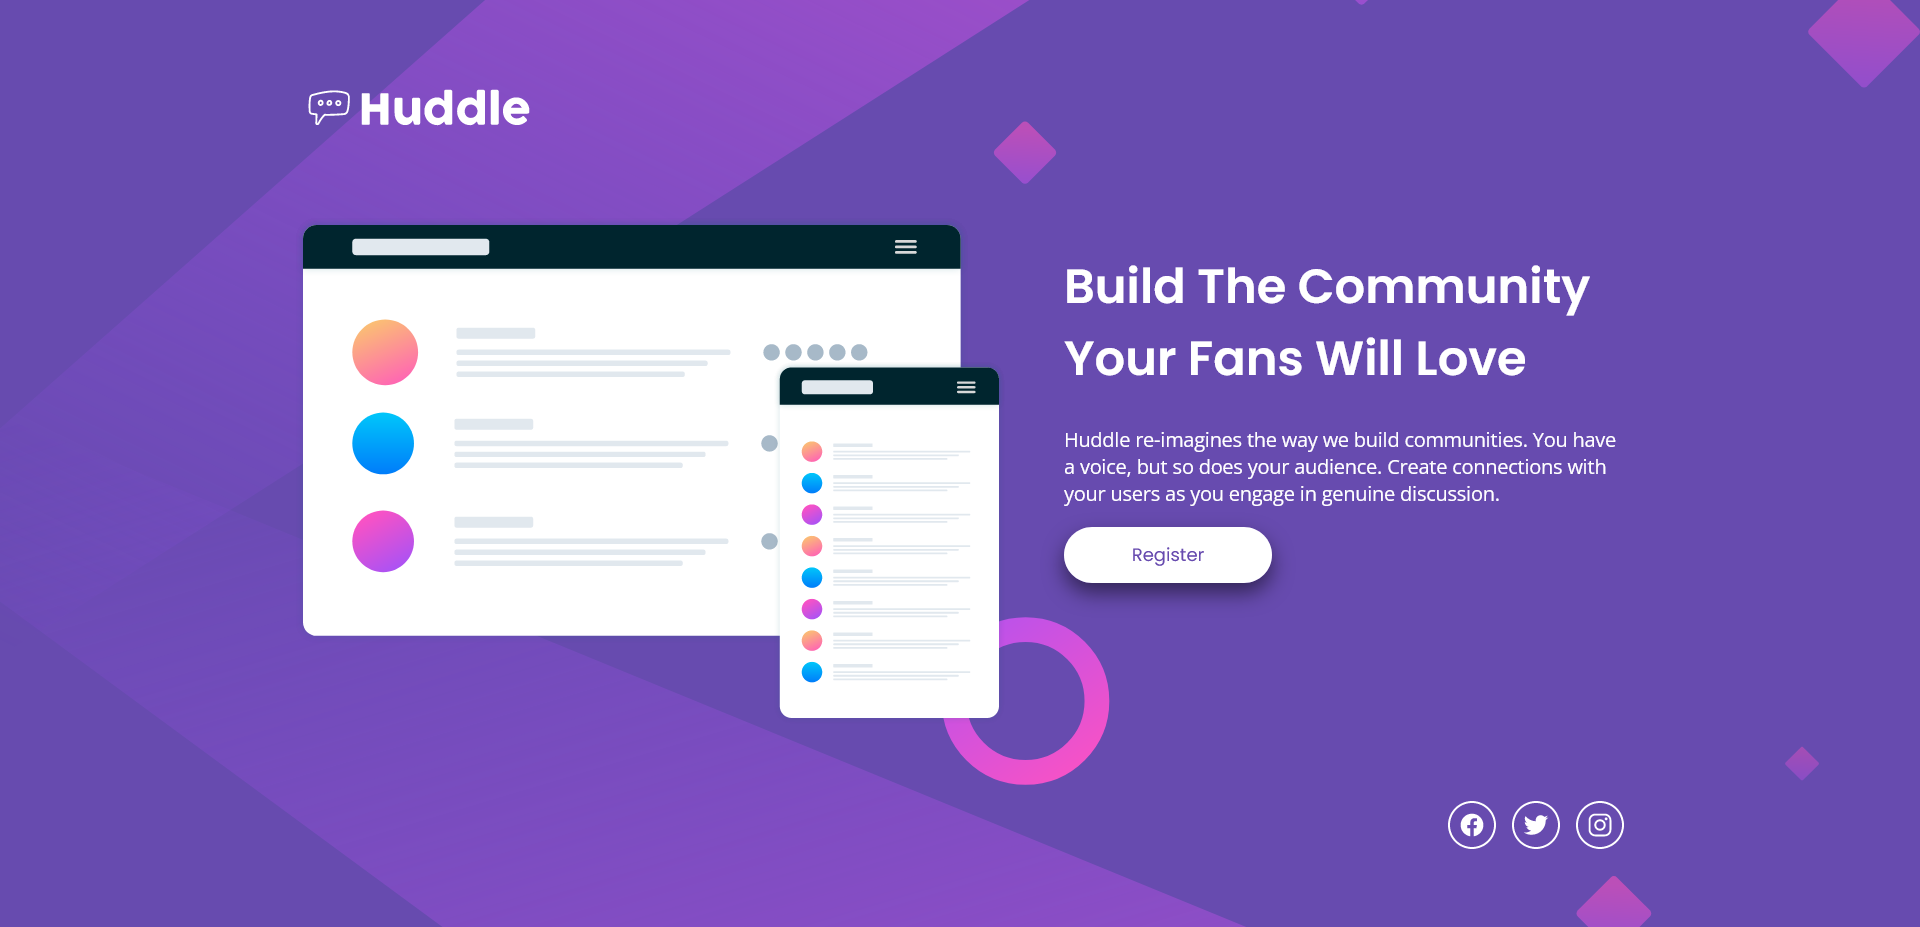 Huddle
Build The Community
Your Fans Will Love
Huddle re-imagines the way we build communities. You have
a voice, but so does your audience. Create connections with
your users as you engage in genuine discussion.
Register